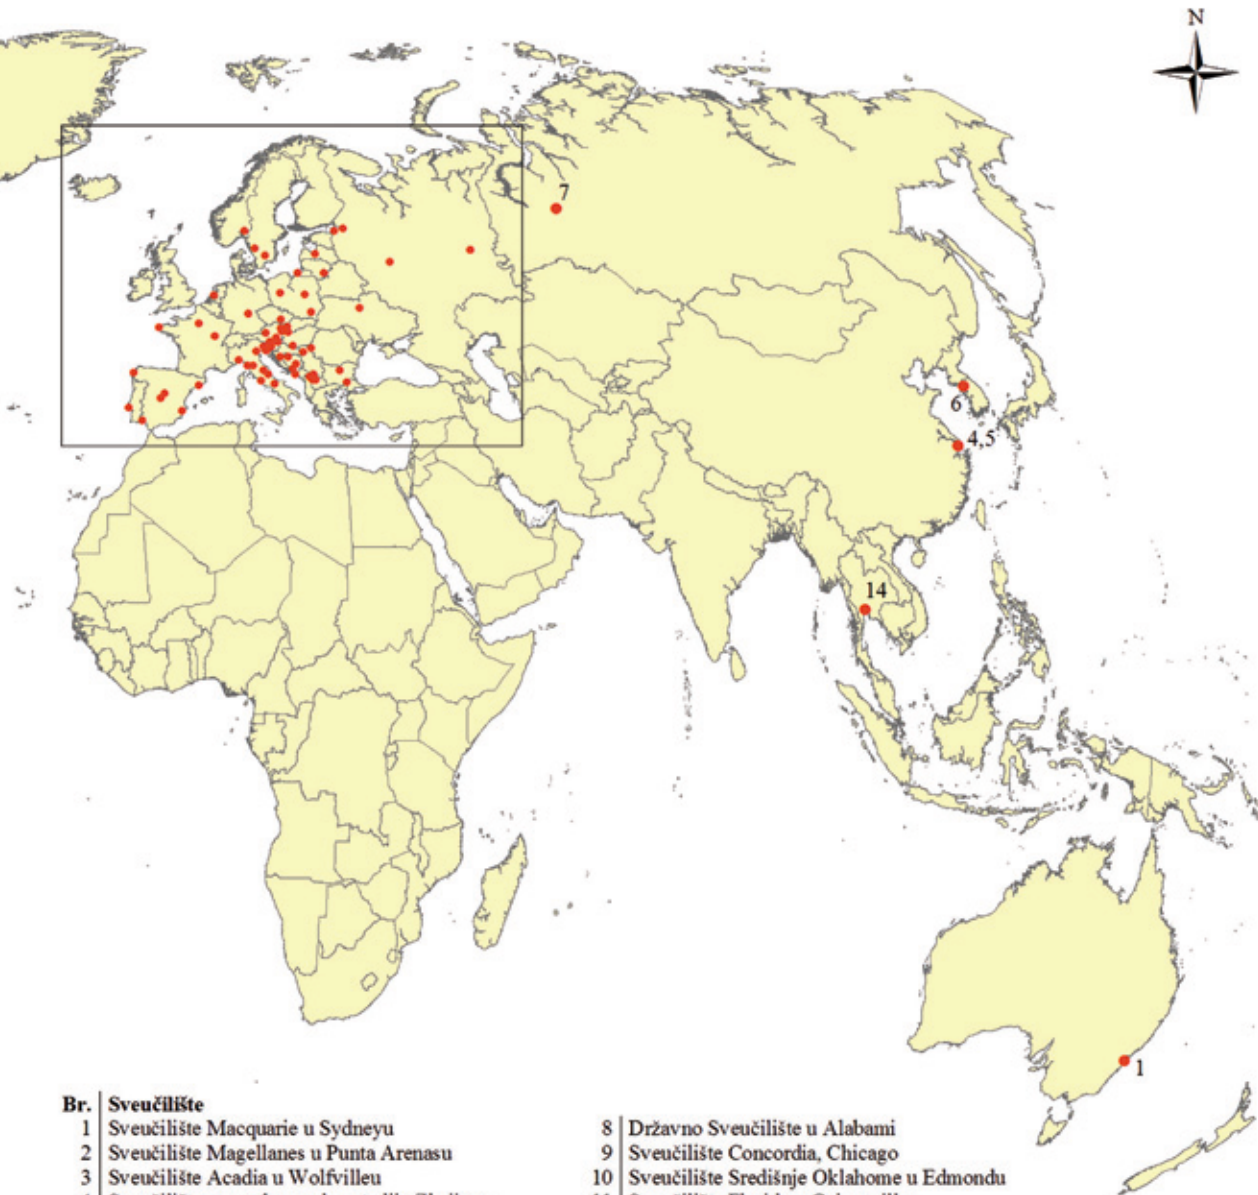 N
7
6
4,5
14
1
Br. Sveučilište
1 Sveučilište Macquarie u Sydneyu
2 Sveučilište Magellanes u Punta Arenasu
3 Sveučilište Acadia u Wolfvilleu
8 Državno Sveučilište u Alabami
9 Sveučilište Concordia, Chicago
10 Sveučilište Središnje Oklahome u Edmondu